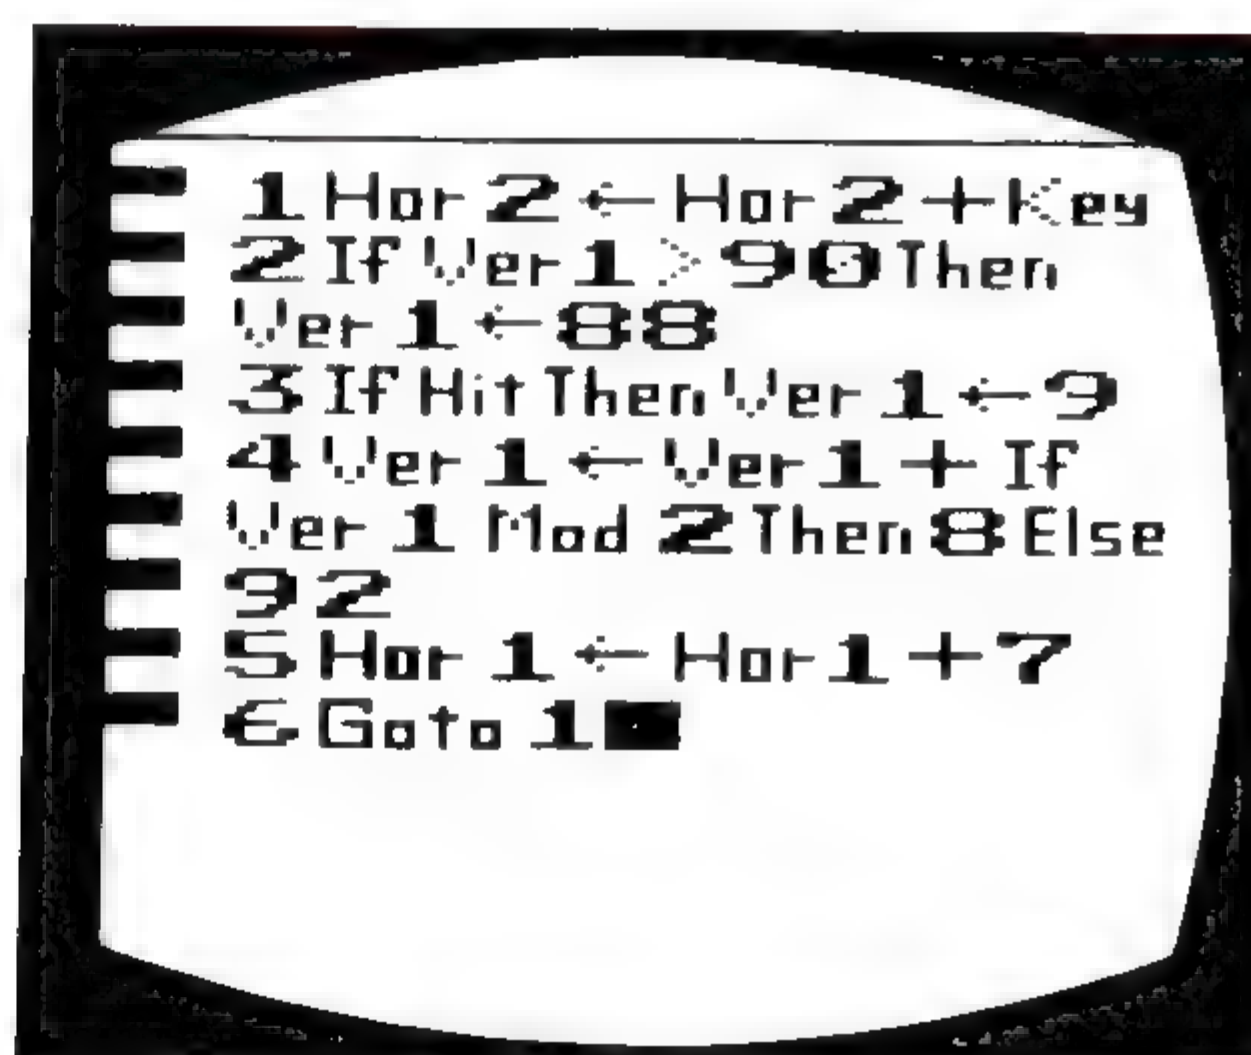 1 Hor 2 ← Hor 2 + Key
2 If Ver 1 > 90 Then
Ver 1 ← 88
3 If Hit Then Ver 1 ← 9
4 Ver 1 ← Ver 1 + If
Ver 1 Mod 2 Then 8 Else
92
5 Hor 1 ← Hor 1 + 7
6 Goto 1